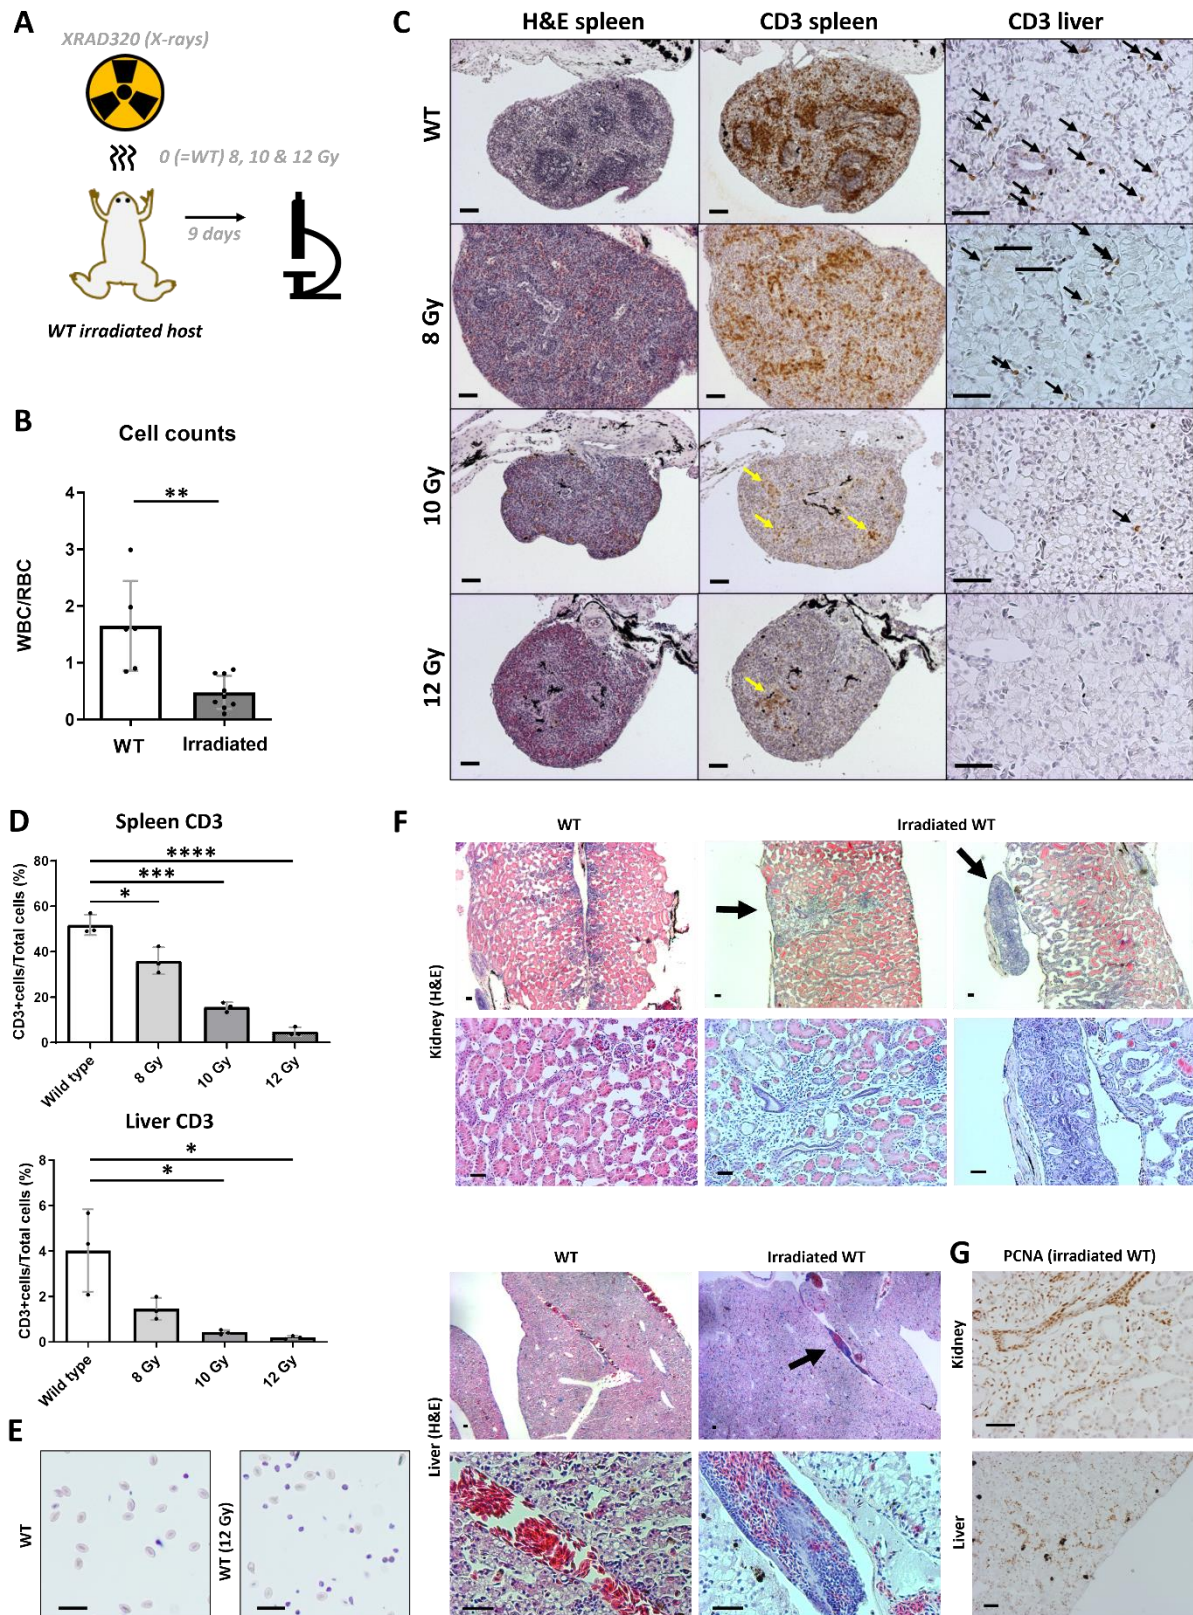 A
XRAD320 (X-rays)
0 (=WT) 8, 10 & 12 Gy
9 days
WT irradiated host
B
Cell counts
**
WBC/RBC
4
3
2
1
0
WT
Irradiated
C
H&E spleen
CD3 spleen
CD3 liver
WT
8 Gy
10 Gy
12 Gy
D
Spleen CD3
****
***
*
CD3+cells/Total cells (%)
80
60
40
20
0
Wild type
8 Gy
10 Gy
12 Gy
Liver CD3
*
*
CD3+cells/Total cells (%)
8
6
4
2
0
Wild type
8 Gy
10 Gy
12 Gy
E
WT
WT (12 Gy)
F
WT
Irradiated WT
Kidney (H&E)
WT
Irradiated WT
Liver (H&E)
G
PCNA (irradiated WT)
Kidney
Liver